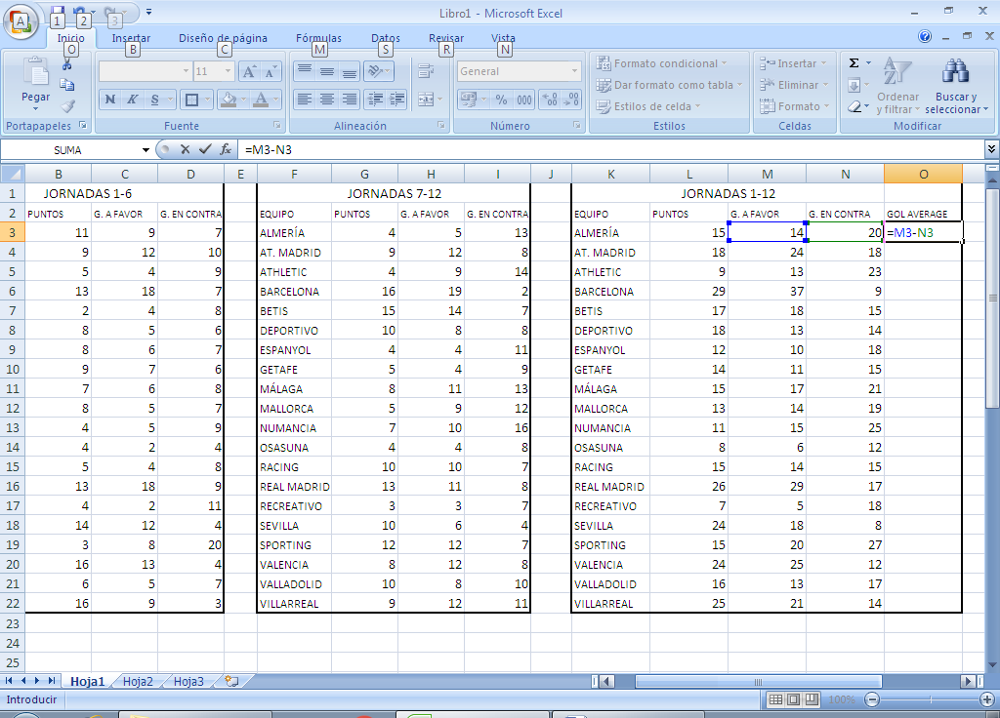 1 2 3
Libro1 - Microsoft Excel
Inicio Insertar Diseño de página Fórmulas Datos Revisar Vista
O B C M S R N
Pegar
Portapapeles
11
N K S
Fuente
Alineación
General
% 000
Número
Formato condicional
Dar formato como tabla
Estilos de celda
Estilos
Insertar
Eliminar
Formato
Celdas
Σ
Ordenar y filtrar
Buscar y seleccionar
Modificar
SUMA fx =M3-N3
B C D E F G H I J K L M N O
1 JORNADAS 1-6 JORNADAS 7-12 JORNADAS 1-12
2 PUNTOS G. A FAVOR G. EN CONTRA EQUIPO PUNTOS G. A FAVOR G. EN CONTRA EQUIPO PUNTOS G. A FAVOR G. EN CONTRA GOL AVERAGE
3 11 9 7 ALMERÍA 4 5 13 ALMERÍA 15 14 20 =M3-N3
4 9 12 10 AT. MADRID 9 12 8 AT. MADRID 18 24 18
5 5 4 9 ATHLETIC 4 9 14 ATHLETIC 9 13 23
6 13 18 7 BARCELONA 16 19 2 BARCELONA 29 37 9
7 2 4 8 BETIS 15 14 7 BETIS 17 18 15
8 8 5 6 DEPORTIVO 10 8 8 DEPORTIVO 18 13 14
9 8 6 7 ESPANYOL 4 4 11 ESPANYOL 12 10 18
10 9 7 6 GETAFE 5 4 9 GETAFE 14 11 15
11 7 6 8 MÁLAGA 8 11 13 MÁLAGA 15 17 21
12 8 5 7 MALLORCA 5 9 12 MALLORCA 13 14 19
13 4 5 9 NUMANCIA 7 10 16 NUMANCIA 11 15 25
14 4 2 4 OSASUNA 4 4 8 OSASUNA 8 6 12
15 5 4 8 RACING 10 10 7 RACING 15 14 15
16 13 18 9 REAL MADRID 13 11 8 REAL MADRID 26 29 17
17 4 2 11 RECREATIVO 3 3 7 RECREATIVO 7 5 18
18 14 12 4 SEVILLA 10 6 4 SEVILLA 24 18 8
19 3 8 20 SPORTING 12 12 7 SPORTING 15 20 27
20 16 13 4 VALENCIA 8 12 8 VALENCIA 24 25 12
21 6 5 7 VALLADOLID 10 8 10 VALLADOLID 16 13 17
22 16 9 3 VILLARREAL 9 12 11 VILLARREAL 25 21 14
23
24
25
Hoja1 Hoja2 Hoja3
Introducir 100%